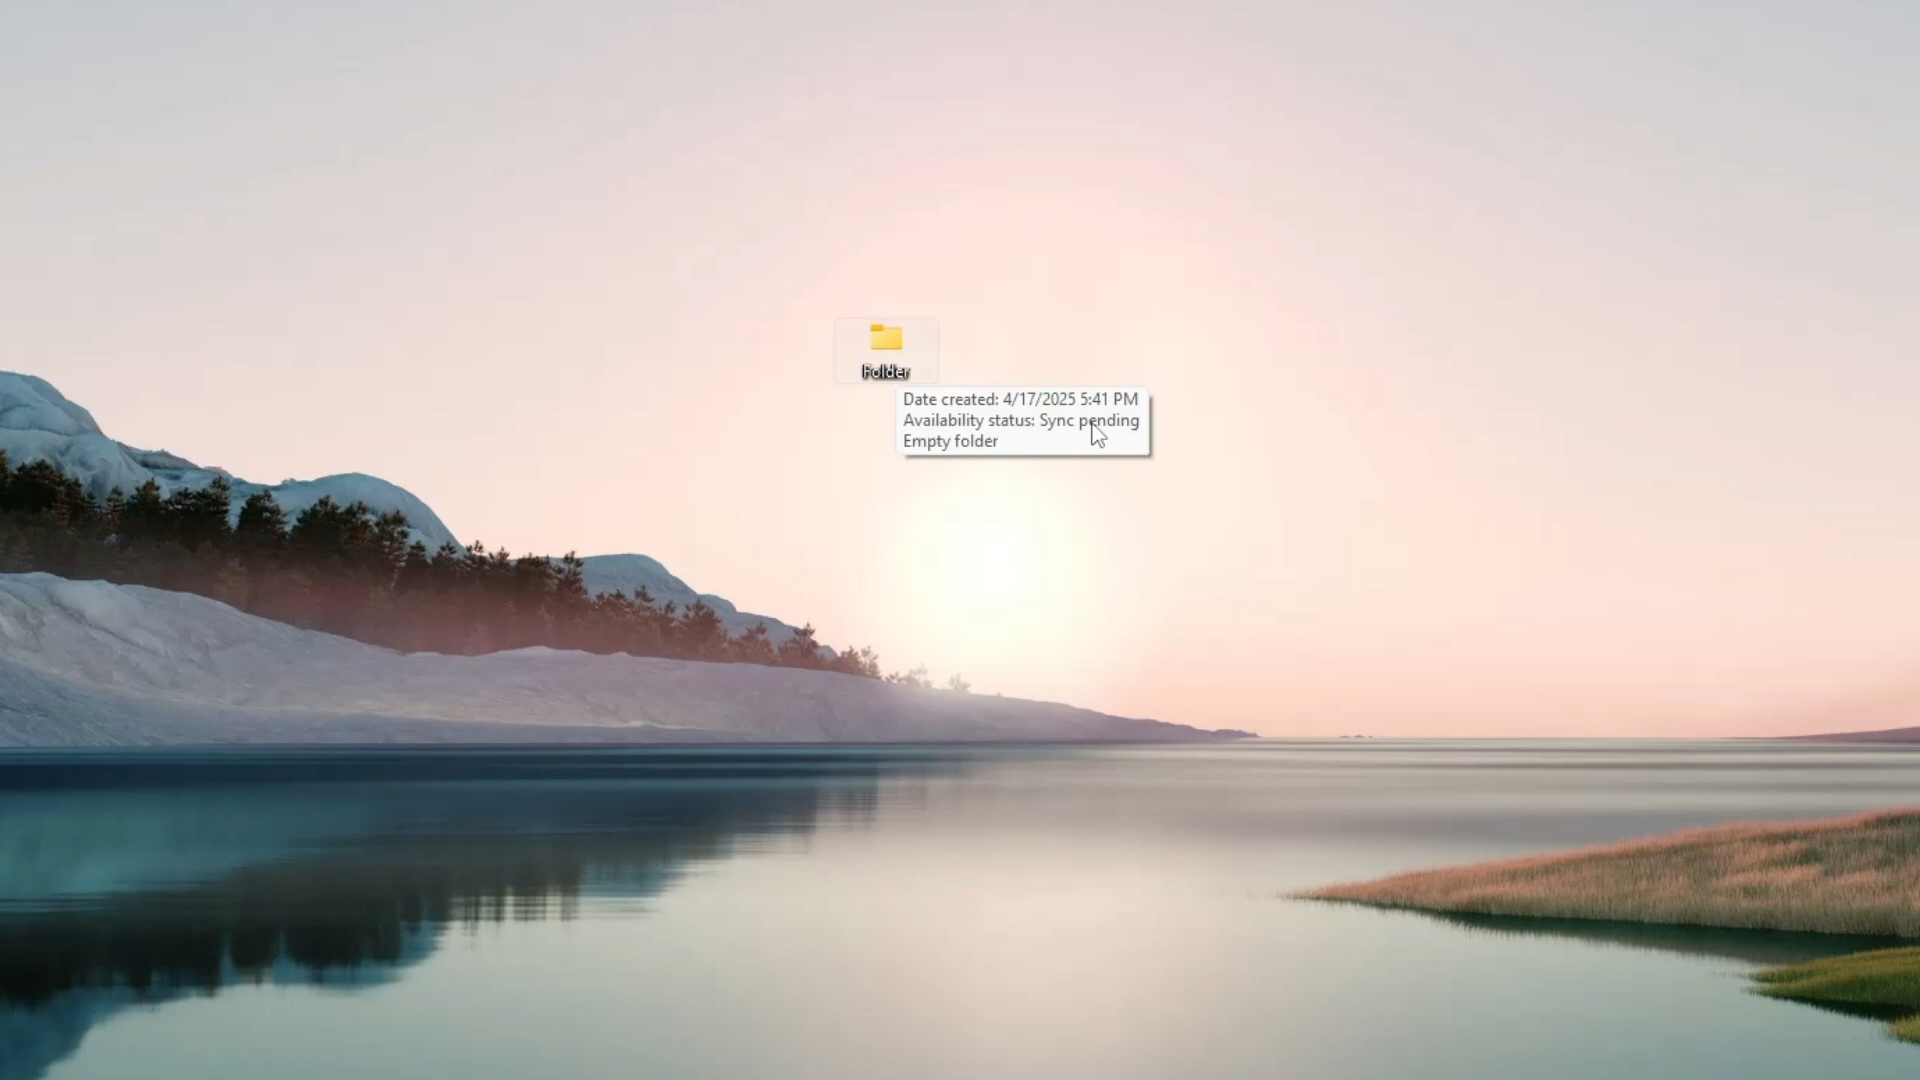 Folder
Date created: 4/17/2025 5:41 PM
Availability status: Sync pending
Empty folder